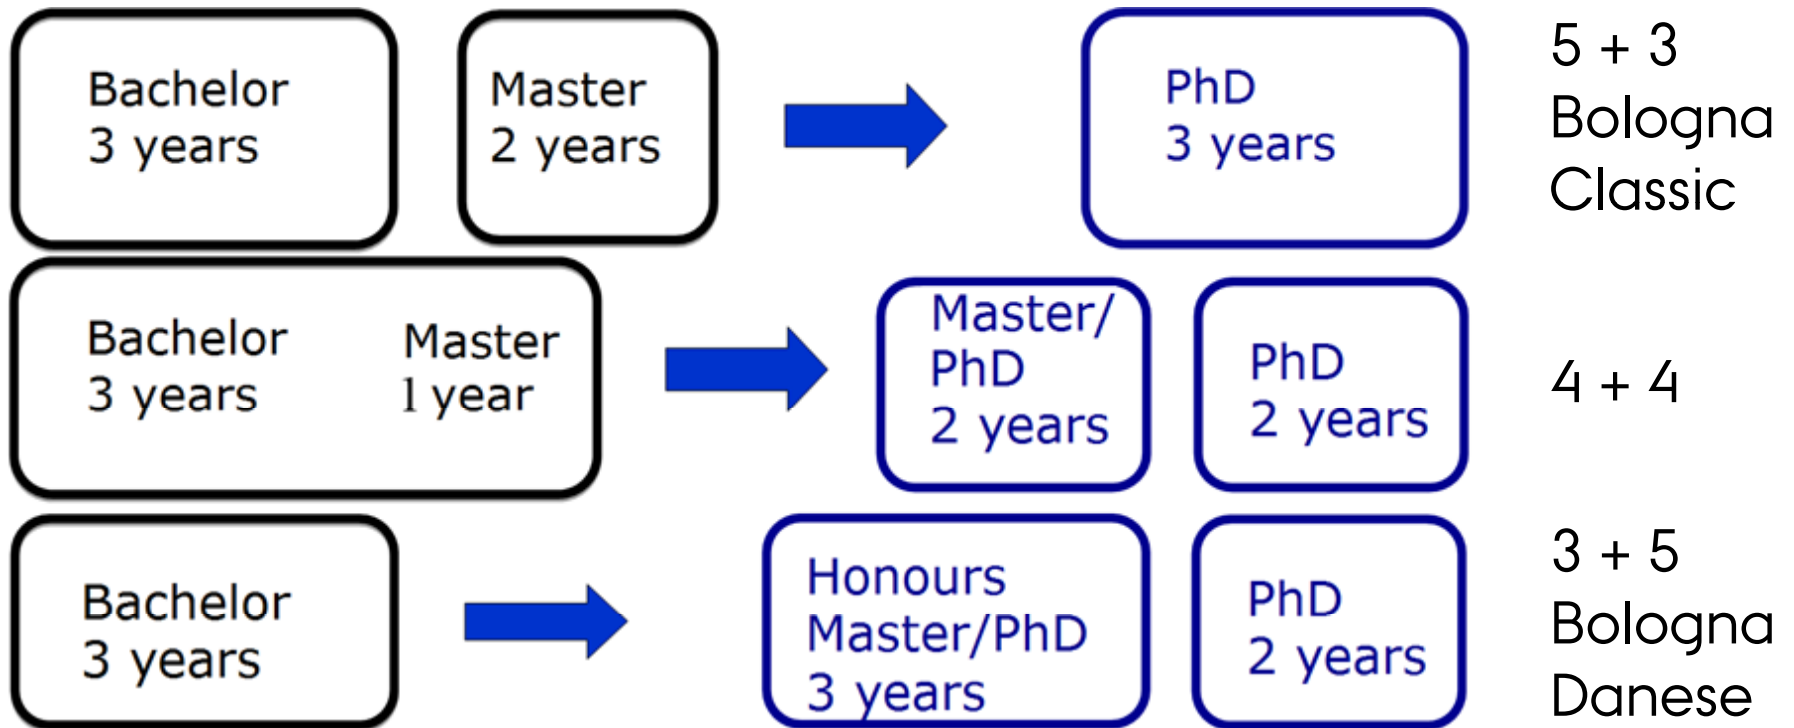 Bachelor
3 years
Master
2 years
PhD
3 years
5 + 3
Bologna
Classic
Bachelor
3 years
Master
1 year
Master/
PhD
2 years
PhD
2 years
4 + 4
Bachelor
3 years
Honours
Master/PhD
3 years
PhD
2 years
3 + 5
Bologna
Danese